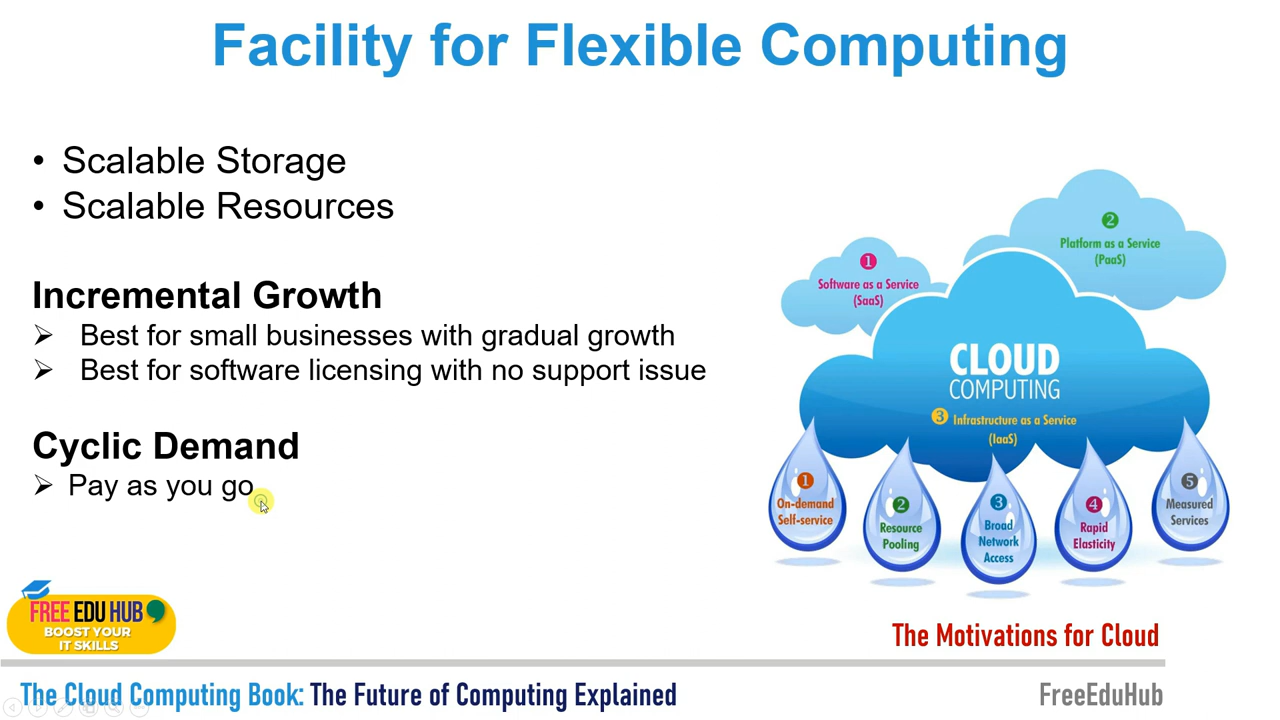 Facility for Flexible Computing
• Scalable Storage
• Scalable Resources
Incremental Growth
➢ Best for small businesses with gradual growth
➢ Best for software licensing with no support issue
Cyclic Demand
➢ Pay as you go
1
Software as a Service
(SaaS)
2
Platform as a Service
(PaaS)
CLOUD
COMPUTING
3 Infrastructure as a Service
(IaaS)
1
On-demand
Self-service
2
Resource
Pooling
3
Broad
Network
Access
4
Rapid
Elasticity
5
Measured
Services
FREE EDU HUB
BOOST YOUR
IT SKILLS
The Motivations for Cloud
The Cloud Computing Book: The Future of Computing Explained
FreeEduHub